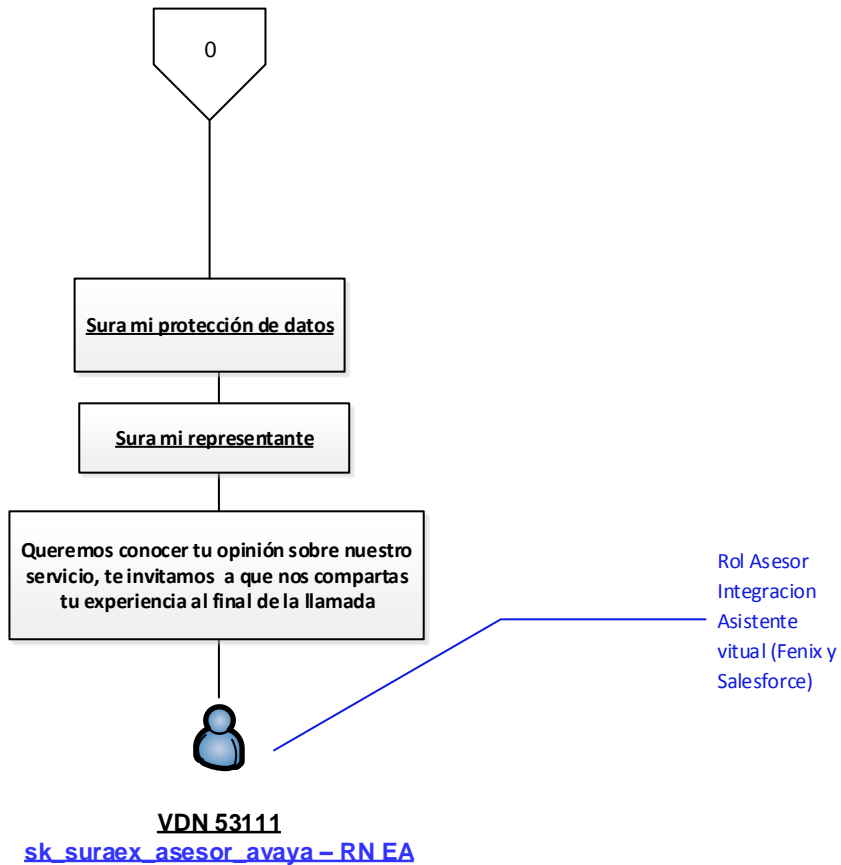 0
Sura mi protección de datos
Sura mi representante
Queremos conocer tu opinión sobre nuestro
servicio, te invitamos a que nos compartas
tu experiencia al final de la llamada
Rol Asesor
Integracion
Asistente
vitual (Fenix y
Salesforce)
VDN 53111
sk_suraex_asesor_avaya – RN EA